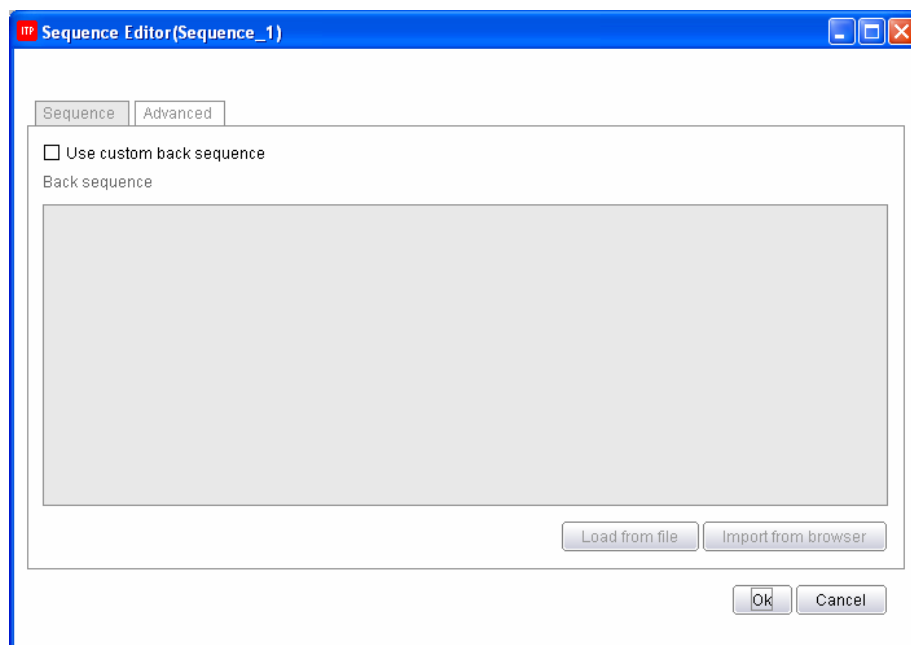 ITP Sequence Editor(Sequence_1)
Sequence Advanced
Use custom back sequence
Back sequence
Load from file Import from browser
Ok Cancel